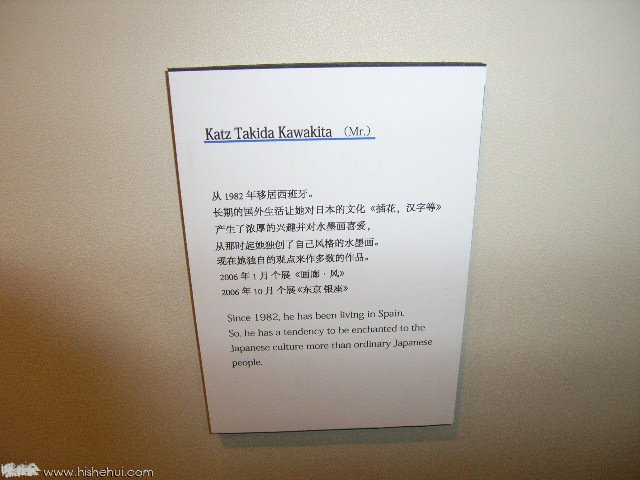 Katz Takida Kawakita （Mr.）
从 1982 年移居西班牙。
长期的国外生活让她对日本的文化《插花，汉字等》
产生了浓厚的兴趣并对水墨画喜爱，
从那时起她独创了自己风格的水墨画。
现在她独自的观点来作多数的作品。
2006 年 1 月 个展 《画廊・风》
2006 年 10 月 个展《东京 银座》
Since 1982, he has been living in Spain.
So, he has a tendency to be enchanted to the
Japanese culture more than ordinary Japanese
people.
www.hishehui.com